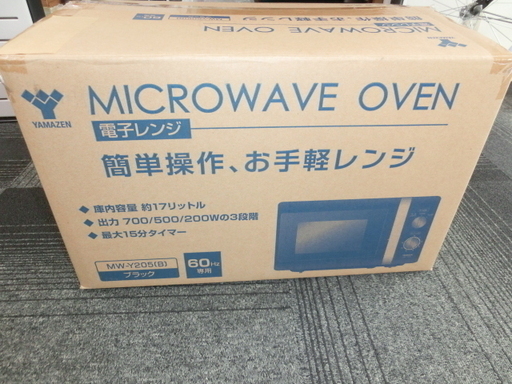 YAMAZEN
MICROWAVE OVEN
電子レンジ
簡単操作、お手軽レンジ
◆ 庫内容量 約17リットル
◆ 出力 700/500/200Wの3段階
◆ 最大15分タイマー
MW-Y205(B)
ブラック
60Hz
専用